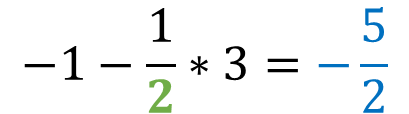 −1 − 1/2 * 3 = − 5/2